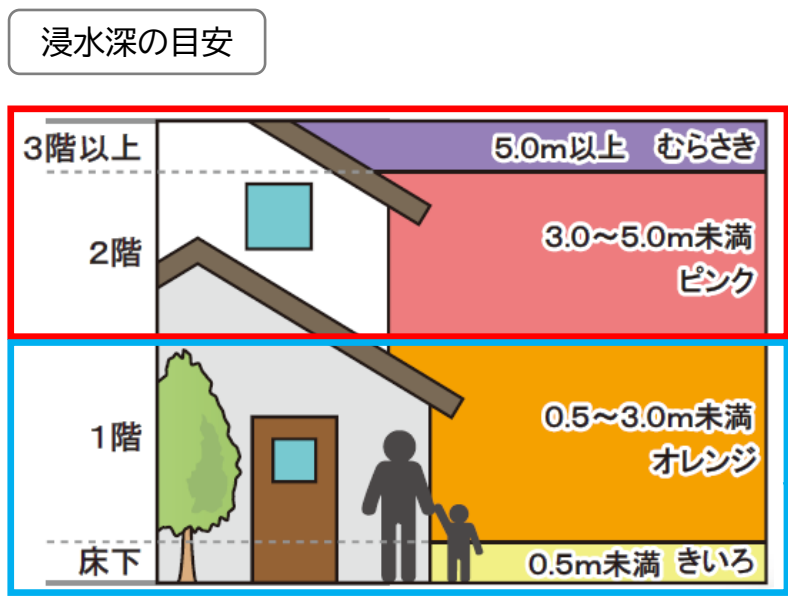 浸水深の目安
3階以上
5.0m以上 むらさき
2階
3.0～5.0m未満
ピンク
1階
0.5～3.0m未満
オレンジ
床下
0.5m未満 きいろ